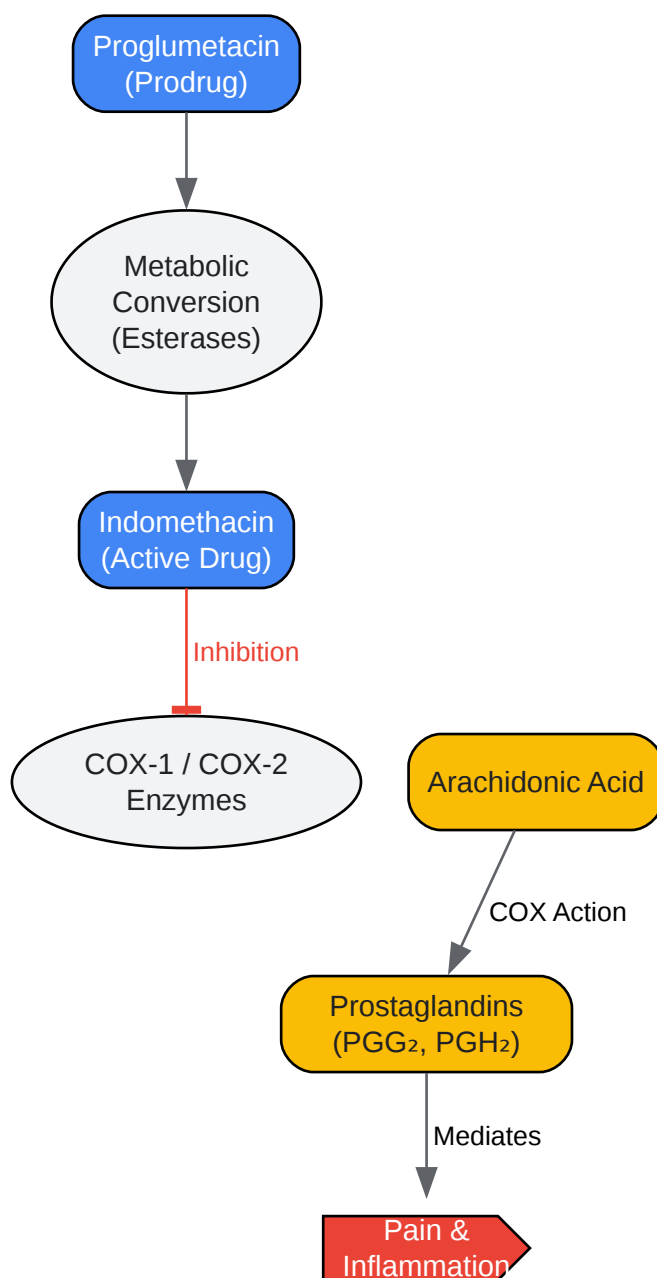 Proglumetacin
(Prodrug)
Metabolic
Conversion
(Esterases)
Indomethacin
(Active Drug)
Inhibition
COX-1 / COX-2
Enzymes
Arachidonic Acid
COX Action
Prostaglandins
(PGG₂, PGH₂)
Mediates
Pain &
Inflammation